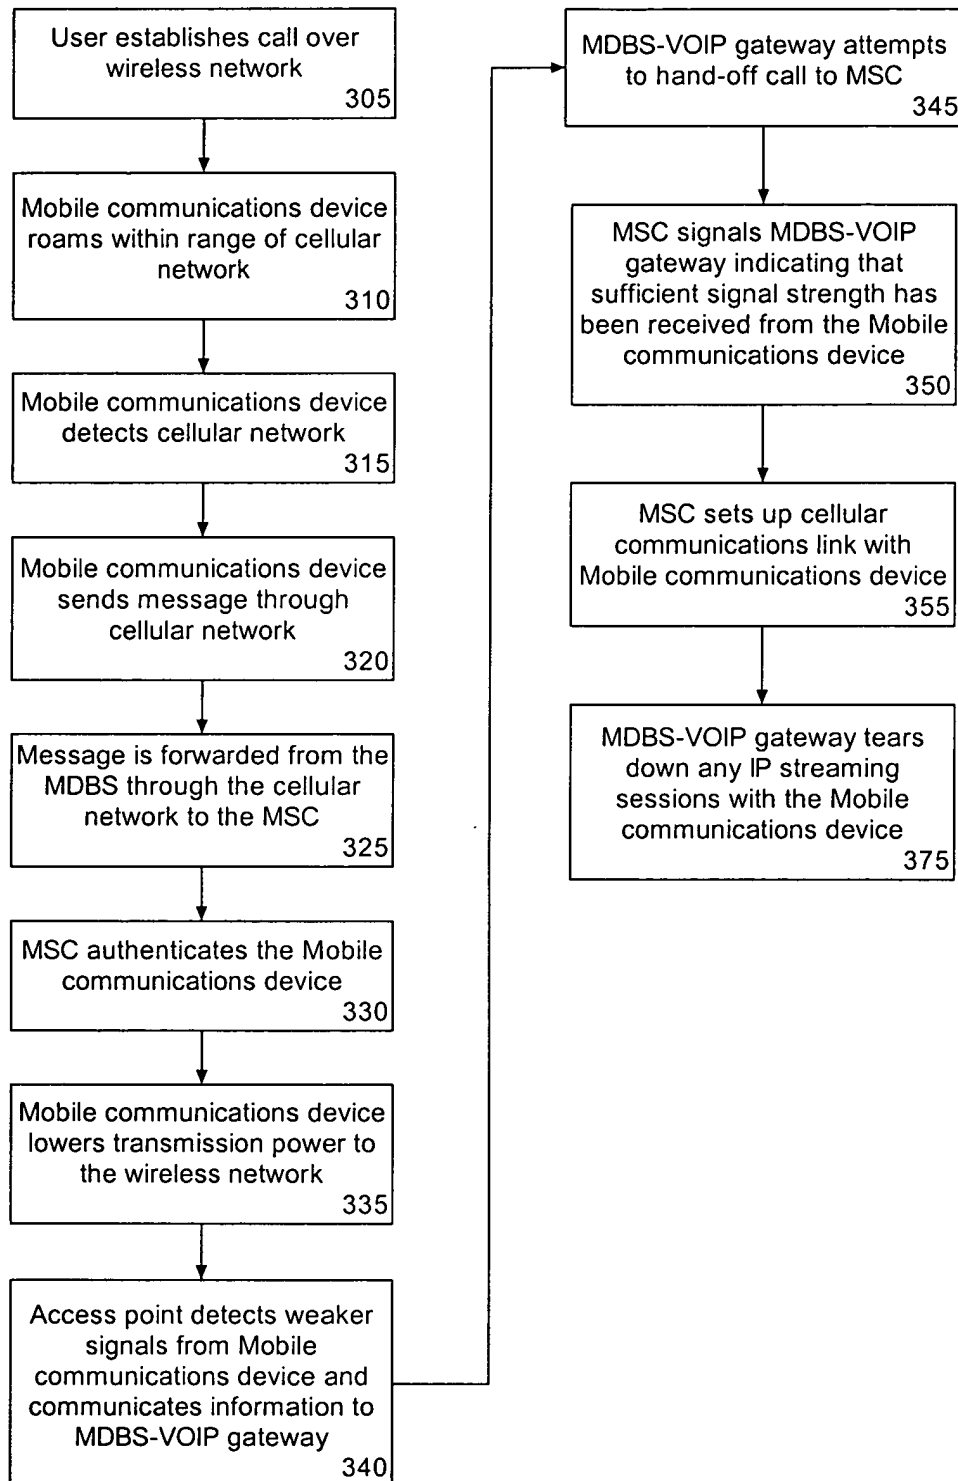 User establishes call over
wireless network
305
Mobile communications device
roams within range of cellular
network
310
Mobile communications device
detects cellular network
315
Mobile communications device
sends message through
cellular network
320
Message is forwarded from the
MDBS through the cellular
network to the MSC
325
MSC authenticates the Mobile
communications device
330
Mobile communications device
lowers transmission power to
the wireless network
335
Access point detects weaker
signals from Mobile
communications device and
communicates information to
MDBS-VOIP gateway
340
MDBS-VOIP gateway attempts
to hand-off call to MSC
345
MSC signals MDBS-VOIP
gateway indicating that
sufficient signal strength has
been received from the Mobile
communications device
350
MSC sets up cellular
communications link with
Mobile communications device
355
MDBS-VOIP gateway tears
down any IP streaming
sessions with the Mobile
communications device
375